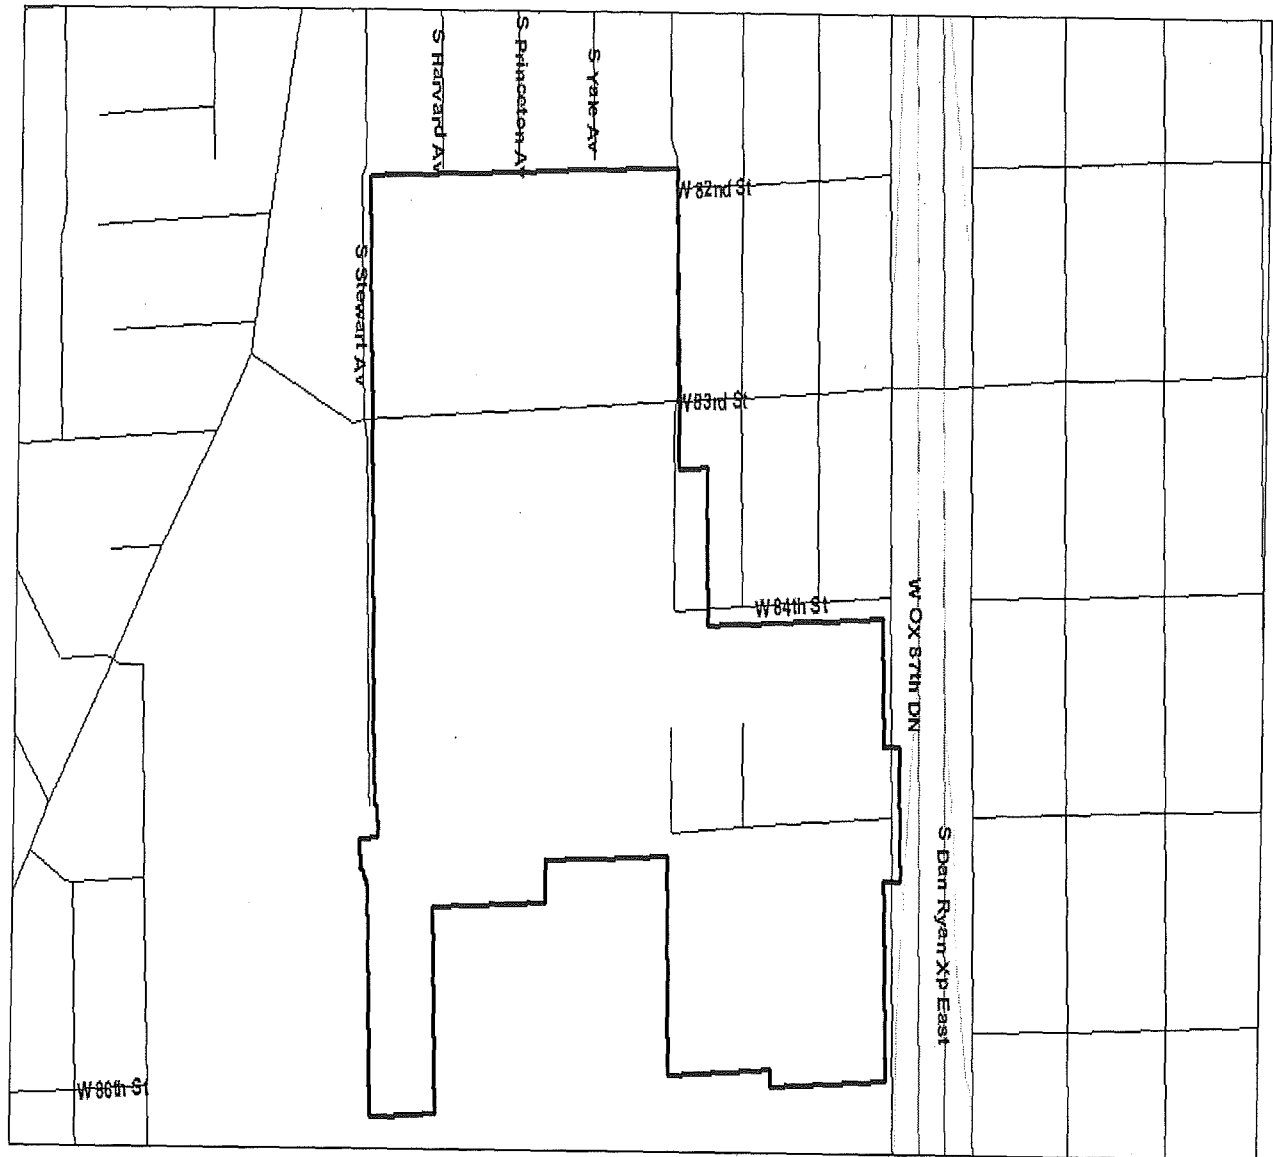 S Harvard Av
S Princeton Av
S Yale Av
W 82nd St
S Stewart Av
W 83rd St
W 84th St
W OX 87th DN
S Dan Ryan Xp East
W 86th St